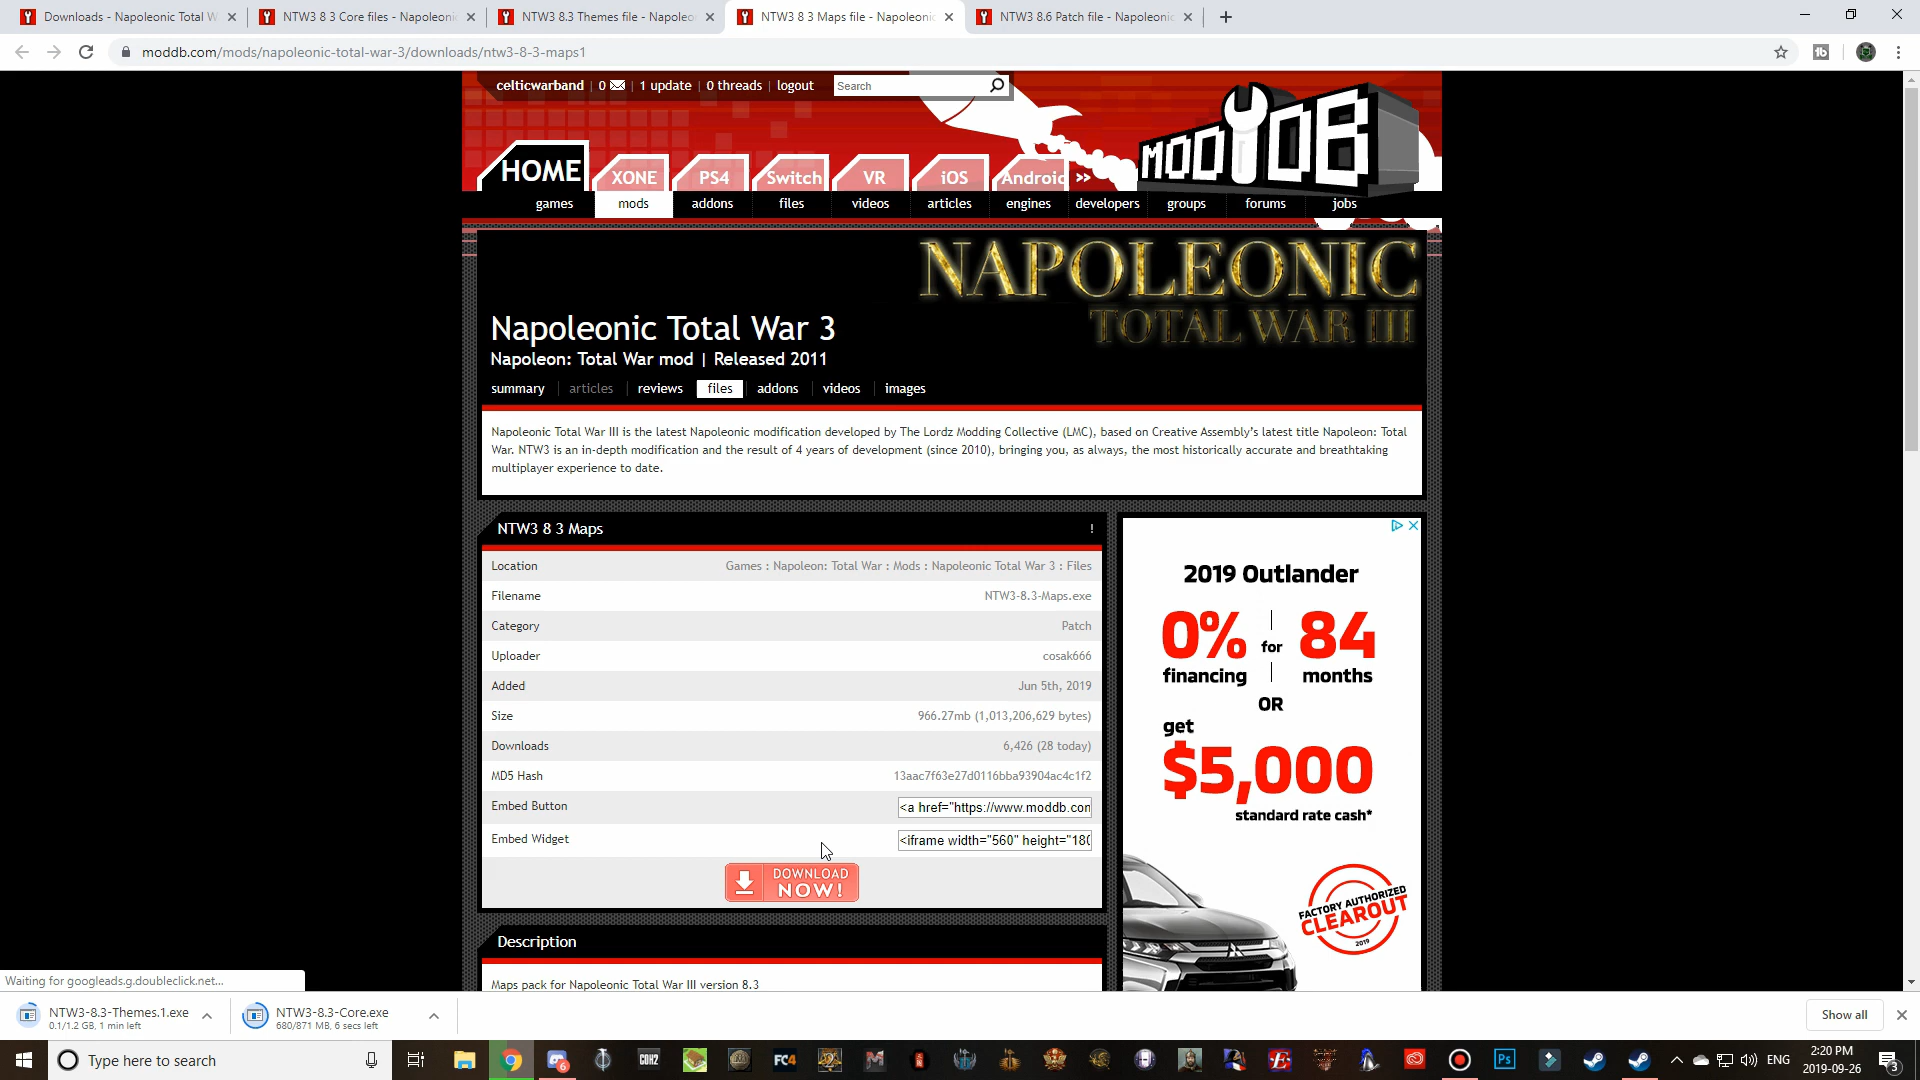 Downloads - Napoleonic Total W
NTW3 8 3 Core files - Napoleonic
NTW3 8.3 Themes file - Napoleo
NTW3 8 3 Maps file - Napoleonic
NTW3 8.6 Patch file - Napoleonic
moddb.com/mods/napoleonic-total-war-3/downloads/ntw3-8-3-maps1
celticwarband | 0 | 1 update | 0 threads | logout
Search
MODDB
HOME XONE PS4 Switch VR iOS Android >>
games mods addons files videos articles engines developers groups forums jobs
NAPOLEONIC
TOTAL WAR III
Napoleonic Total War 3
Napoleon: Total War mod | Released 2011
summary articles reviews files addons videos images
Napoleonic Total War III is the latest Napoleonic modification developed by The Lordz Modding Collective (LMC), based on Creative Assembly's latest title Napoleon: Total
War. NTW3 is an in-depth modification and the result of 4 years of development (since 2010), bringing you, as always, the most historically accurate and breathtaking
multiplayer experience to date.
NTW3 8 3 Maps !
Location Games : Napoleon: Total War : Mods : Napoleonic Total War 3 : Files
Filename NTW3-8.3-Maps.exe
Category Patch
Uploader cosak666
Added Jun 5th, 2019
Size 966.27mb (1,013,206,629 bytes)
Downloads 6,426 (28 today)
MD5 Hash 13aac7f63e27d0116bba93904ac4c1f2
Embed Button <a href="https://www.moddb.con
Embed Widget <iframe width="560" height="180
DOWNLOAD
NOW!
Description
Maps pack for Napoleonic Total War III version 8.3
2019 Outlander
0% for 84
financing months
OR
get
$5,000
standard rate cash*
FACTORY AUTHORIZED
CLEAROUT
2019
Waiting for googleads.g.doubleclick.net...
NTW3-8.3-Themes.1.exe
0.1/1.2 GB, 1 min left
NTW3-8.3-Core.exe
680/871 MB, 6 secs left
Show all
Type here to search
6
COH2
FC4
Ps
ENG
2:20 PM
2019-09-26
3